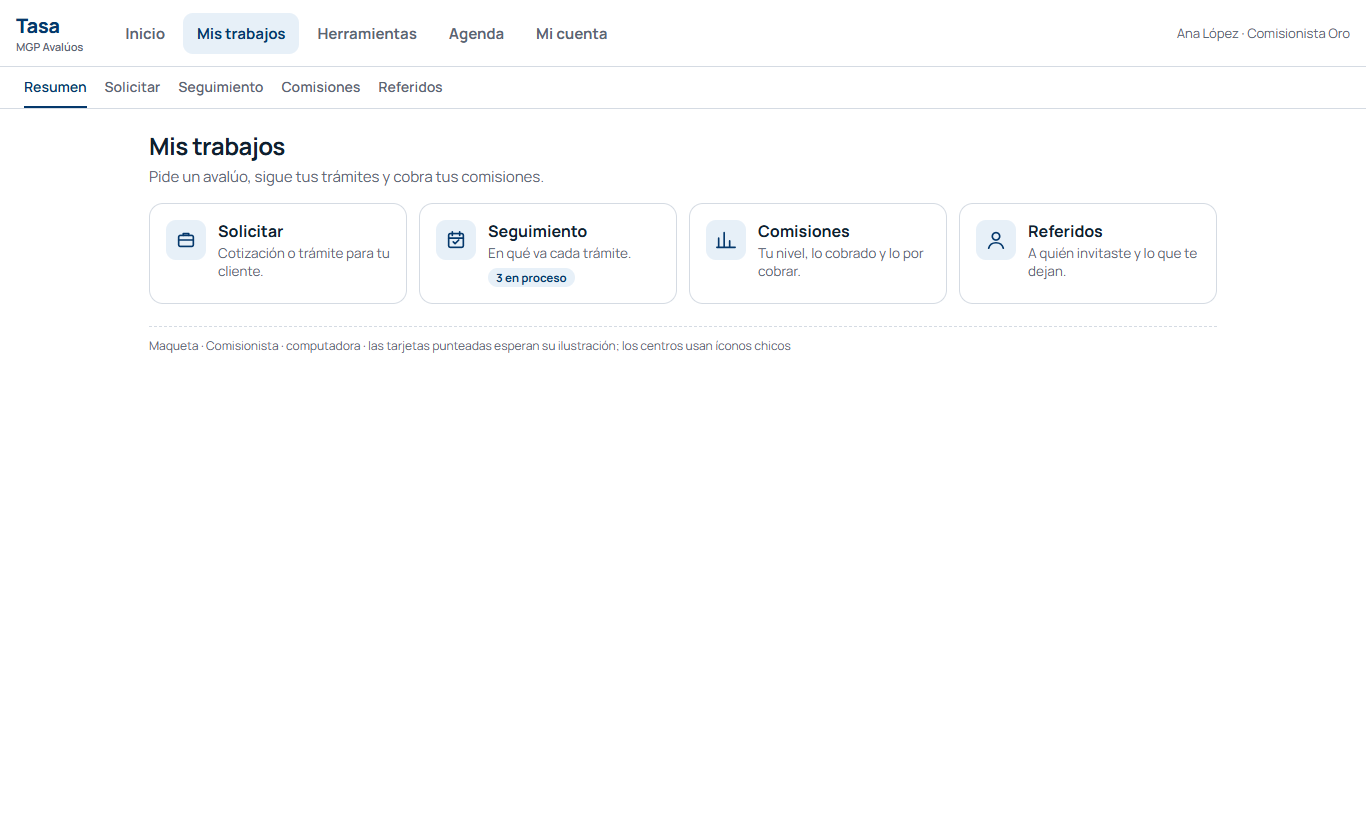 Tasa
MGP Avalúos
Inicio
Mis trabajos
Herramientas
Agenda
Mi cuenta
Ana López · Comisionista Oro
Resumen
Solicitar
Seguimiento
Comisiones
Referidos
Mis trabajos
Pide un avalúo, sigue tus trámites y cobra tus comisiones.
Solicitar
Cotización o trámite para tu
cliente.
Seguimiento
En qué va cada trámite.
3 en proceso
Comisiones
Tu nivel, lo cobrado y lo por
cobrar.
Referidos
A quién invitaste y lo que te
dejan.
Maqueta · Comisionista · computadora · las tarjetas punteadas esperan su ilustración; los centros usan íconos chicos